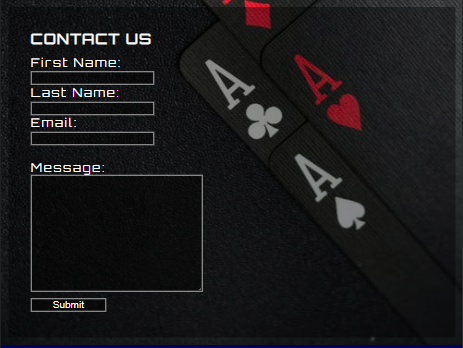 CONTACT US
First Name:
Last Name:
Email:
Message:
Submit
A
A
A